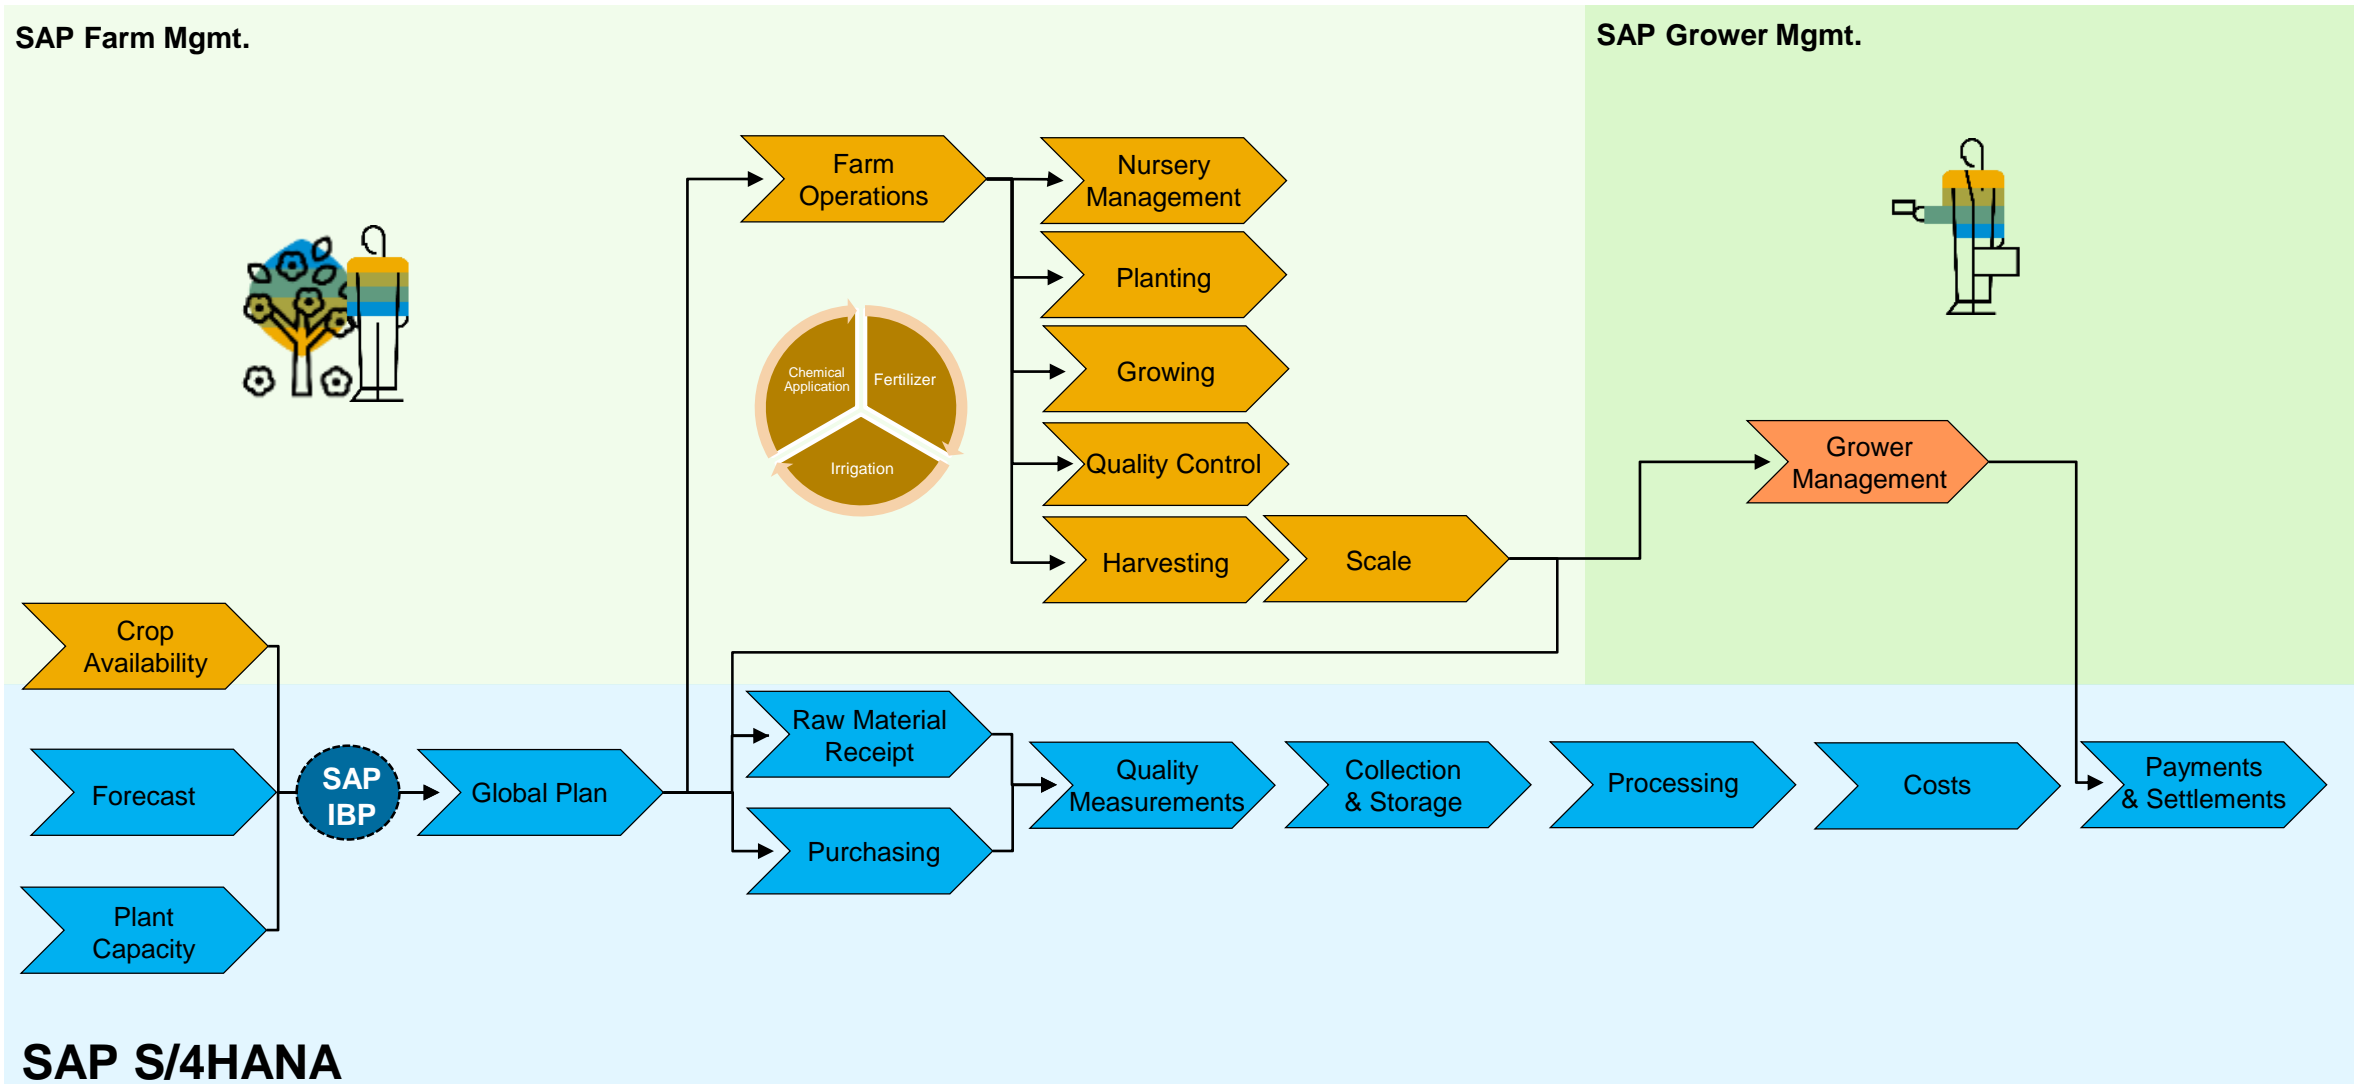 SAP Farm Mgmt.
SAP Grower Mgmt.
Farm
Operations
Nursery
Management
Planting
Growing
Quality Control
Harvesting
Scale
Chemical
Application
Fertilizer
Irrigation
Grower
Management
Crop
Availability
Forecast
Plant
Capacity
SAP
IBP
Global Plan
Raw Material
Receipt
Purchasing
Quality
Measurements
Collection
& Storage
Processing
Costs
Payments
& Settlements
SAP S/4HANA